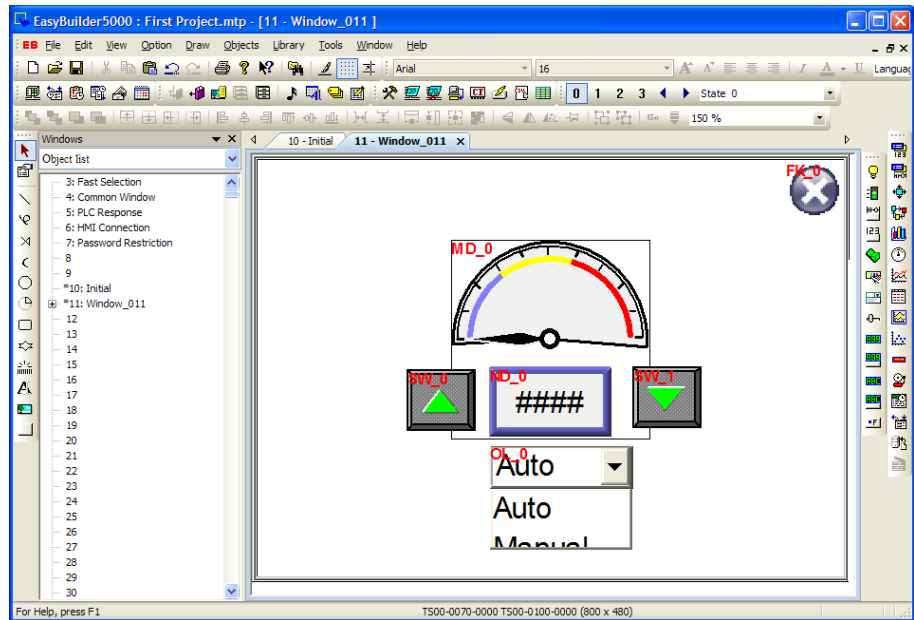 EasyBuilder5000 : First Project.mtp - [11 - Window_011 ]
EB File Edit View Option Draw Objects Library Tools Window Help
Arial 16 Languag
0 1 2 3 State 0
Go 150 %
Windows
10 - Initial 11 - Window_011
Object list
3: Fast Selection
4: Common Window
5: PLC Response
6: HMI Connection
7: Password Restriction
8
9
*10: Initial
*11: Window_011
12
13
14
15
16
17
18
19
20
21
22
23
24
25
26
27
28
29
30
FK_0
MD_0
SW_0 ND_0 SW_1
####
OL_0
Auto
Auto
Manual
For Help, press F1 TS00-0070-0000 TS00-0100-0000 (800 x 480)